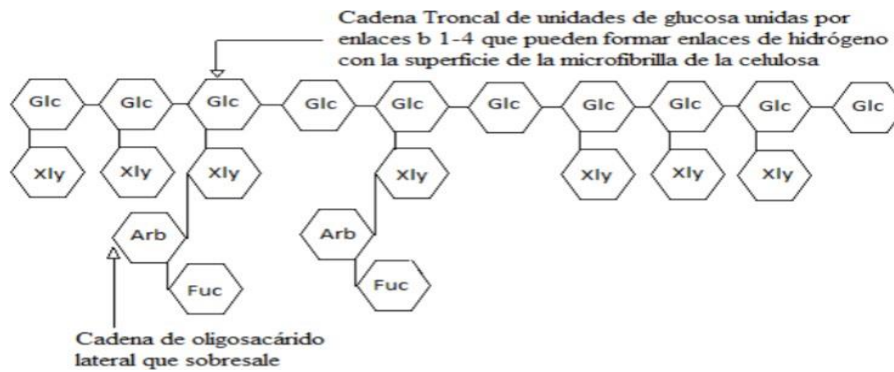 Cadena Troncal de unidades de glucosa unidas por
enlaces b 1-4 que pueden formar enlaces de hidrógeno
con la superficie de la microfibrilla de la celulosa
Glc Glc Glc Glc Glc Glc Glc Glc Glc Glc
Xly Xly Xly Xly Xly Xly Xly
Arb Arb
Fuc Fuc
Cadena de oligosacárido
lateral que sobresale